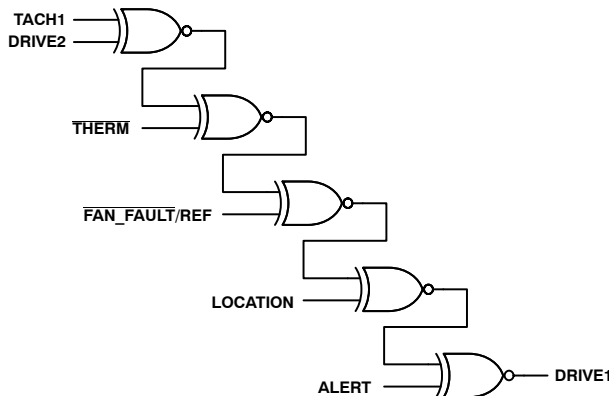 TACH1
DRIVE2
THERM
FAN_FAULT/REF
LOCATION
ALERT
DRIVE1